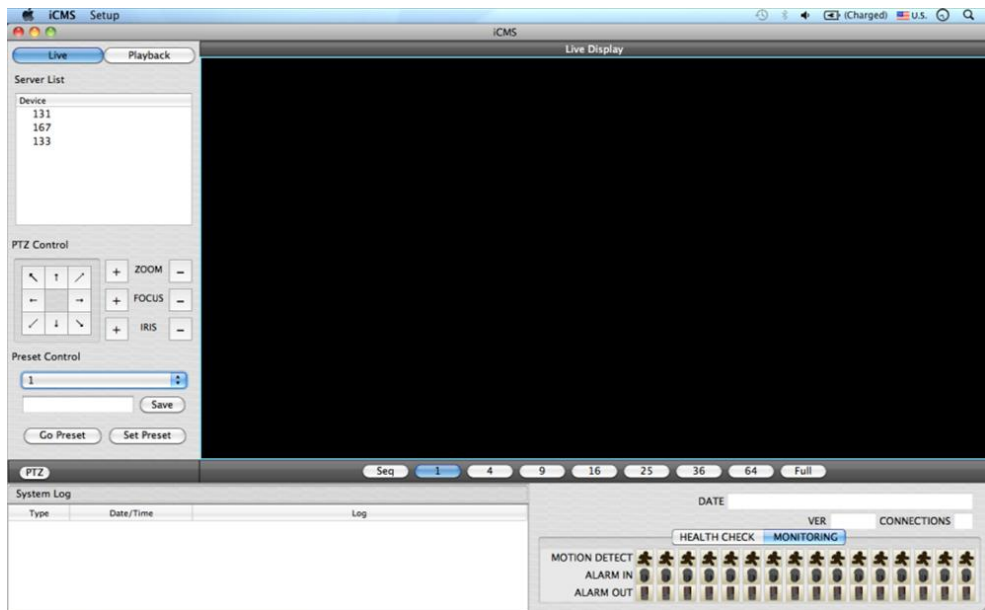 iCMS Setup (Charged) U.S.
iCMS
Live Playback
Live Display
Server List
Device
131
167
133
PTZ Control
+ ZOOM -
+ FOCUS -
+ IRIS -
Preset Control
1
Save
Go Preset Set Preset
PTZ
Seq 1 4 9 16 25 36 64 Full
System Log
Type Date/Time Log
DATE
VER CONNECTIONS
HEALTH CHECK MONITORING
MOTION DETECT
ALARM IN
ALARM OUT